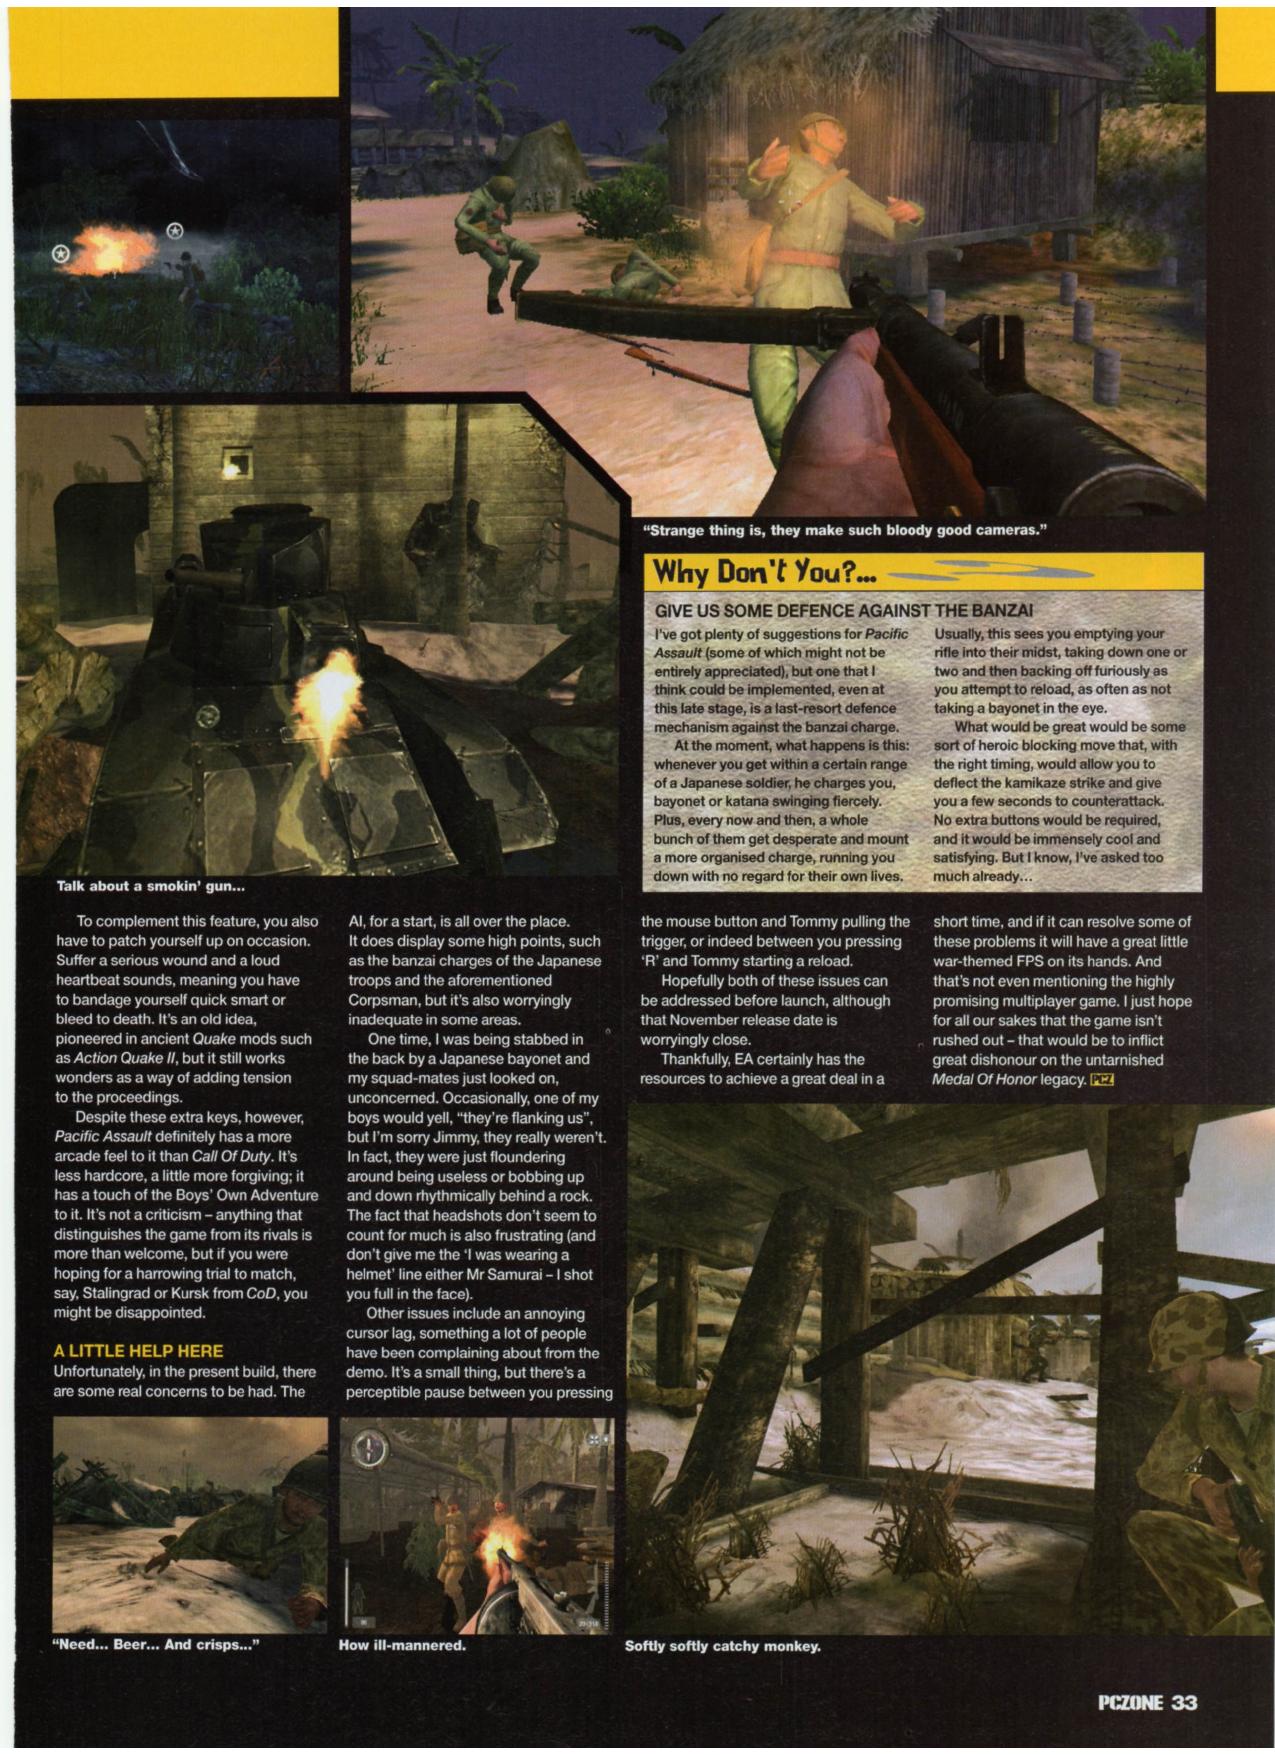 “Strange thing is, they make such bloody good cameras.”
Why Don't You?...
GIVE US SOME DEFENCE AGAINST THE BANZAI
I've got plenty of suggestions for Pacific
Assault (some of which might not be
entirely appreciated), but one that I
think could be implemented, even at
this late stage, is a last-resort defence
mechanism against the banzai charge.
At the moment, what happens is this:
whenever you get within a certain range
of a Japanese soldier, he charges you,
bayonet or katana swinging fiercely.
Plus, every now and then, a whole
bunch of them get desperate and mount
a more organised charge, running you
down with no regard for their own lives.
Usually, this sees you emptying your
rifle into their midst, taking down one or
two and then backing off furiously as
you attempt to reload, as often as not
taking a bayonet in the eye.
What would be great would be some
sort of heroic blocking move that, with
the right timing, would allow you to
deflect the kamikaze strike and give
you a few seconds to counterattack.
No extra buttons would be required,
and it would be immensely cool and
satisfying. But I know, I've asked too
much already...
Talk about a smokin' gun...
To complement this feature, you also
have to patch yourself up on occasion.
Suffer a serious wound and a loud
heartbeat sounds, meaning you have
to bandage yourself quick smart or
bleed to death. It's an old idea,
pioneered in ancient Quake mods such
as Action Quake II, but it still works
wonders as a way of adding tension
to the proceedings.
Despite these extra keys, however,
Pacific Assault definitely has a more
arcade feel to it than Call Of Duty. It's
less hardcore, a little more forgiving; it
has a touch of the Boys' Own Adventure
to it. It's not a criticism – anything that
distinguishes the game from its rivals is
more than welcome, but if you were
hoping for a harrowing trial to match,
say, Stalingrad or Kursk from CoD, you
might be disappointed.
A LITTLE HELP HERE
Unfortunately, in the present build, there
are some real concerns to be had. The
AI, for a start, is all over the place.
It does display some high points, such
as the banzai charges of the Japanese
troops and the aforementioned
Corpsman, but it's also worryingly
inadequate in some areas.
One time, I was being stabbed in
the back by a Japanese bayonet and
my squad-mates just looked on,
unconcerned. Occasionally, one of my
boys would yell, “they're flanking us”,
but I'm sorry Jimmy, they really weren't.
In fact, they were just floundering
around being useless or bobbing up
and down rhythmically behind a rock.
The fact that headshots don't seem to
count for much is also frustrating (and
don't give me the ‘I was wearing a
helmet’ line either Mr Samurai – I shot
you full in the face).
Other issues include an annoying
cursor lag, something a lot of people
have been complaining about from the
demo. It's a small thing, but there's a
perceptible pause between you pressing
the mouse button and Tommy pulling the
trigger, or indeed between you pressing
‘R’ and Tommy starting a reload.
Hopefully both of these issues can
be addressed before launch, although
that November release date is
worryingly close.
Thankfully, EA certainly has the
resources to achieve a great deal in a
short time, and if it can resolve some of
these problems it will have a great little
war-themed FPS on its hands. And
that's not even mentioning the highly
promising multiplayer game. I just hope
for all our sakes that the game isn't
rushed out – that would be to inflict
great dishonour on the untarnished
Medal Of Honor legacy. PCZ
“Need... Beer... And crisps...”
How ill-mannered.
Softly softly catchy monkey.
PCZONE 33